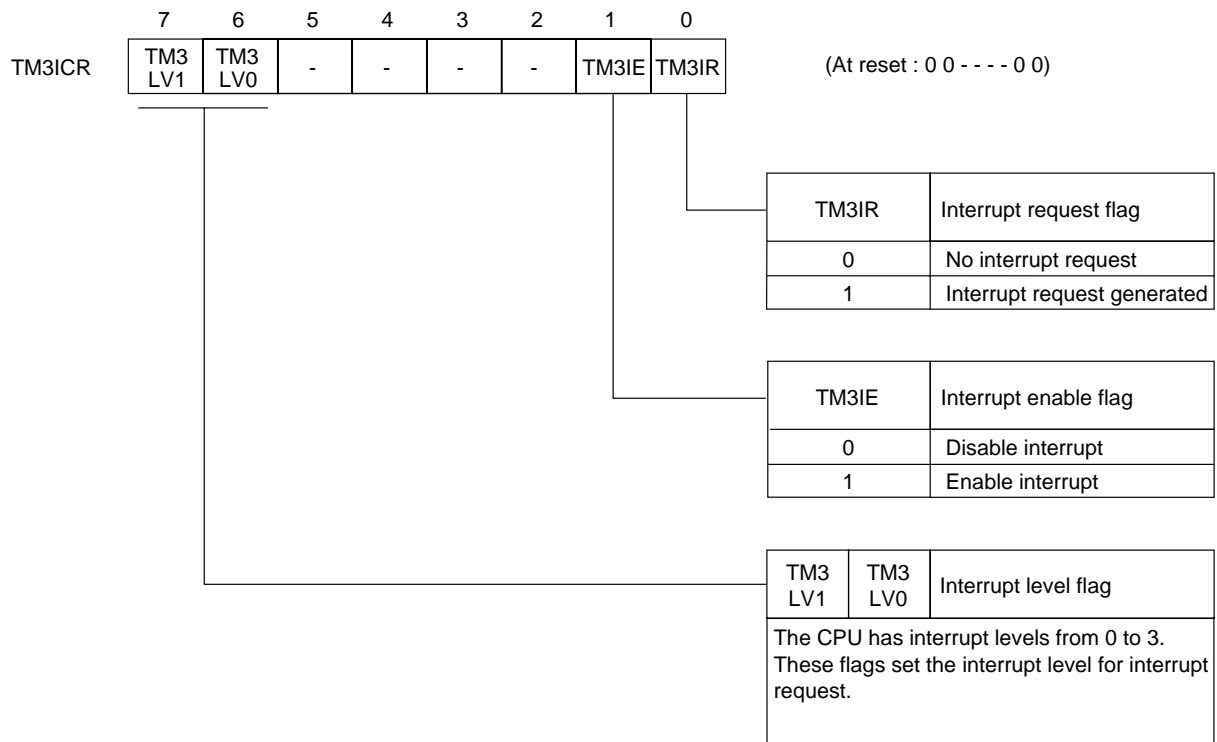 7 6 5 4 3 2 1 0
TM3ICR
TM3 LV1
TM3 LV0
-
-
-
-
TM3IE
TM3IR
(At reset : 0 0 - - - - 0 0)
TM3IR Interrupt request flag
0 No interrupt request
1 Interrupt request generated
TM3IE Interrupt enable flag
0 Disable interrupt
1 Enable interrupt
TM3 LV1
TM3 LV0
Interrupt level flag
The CPU has interrupt levels from 0 to 3.
These flags set the interrupt level for interrupt
request.